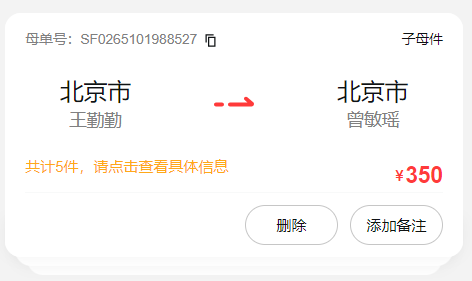 母单号：SF0265101988527 子母件
北京市 北京市
王勤勤 曾敏瑶
共计5件，请点击查看具体信息
¥350
删除 添加备注